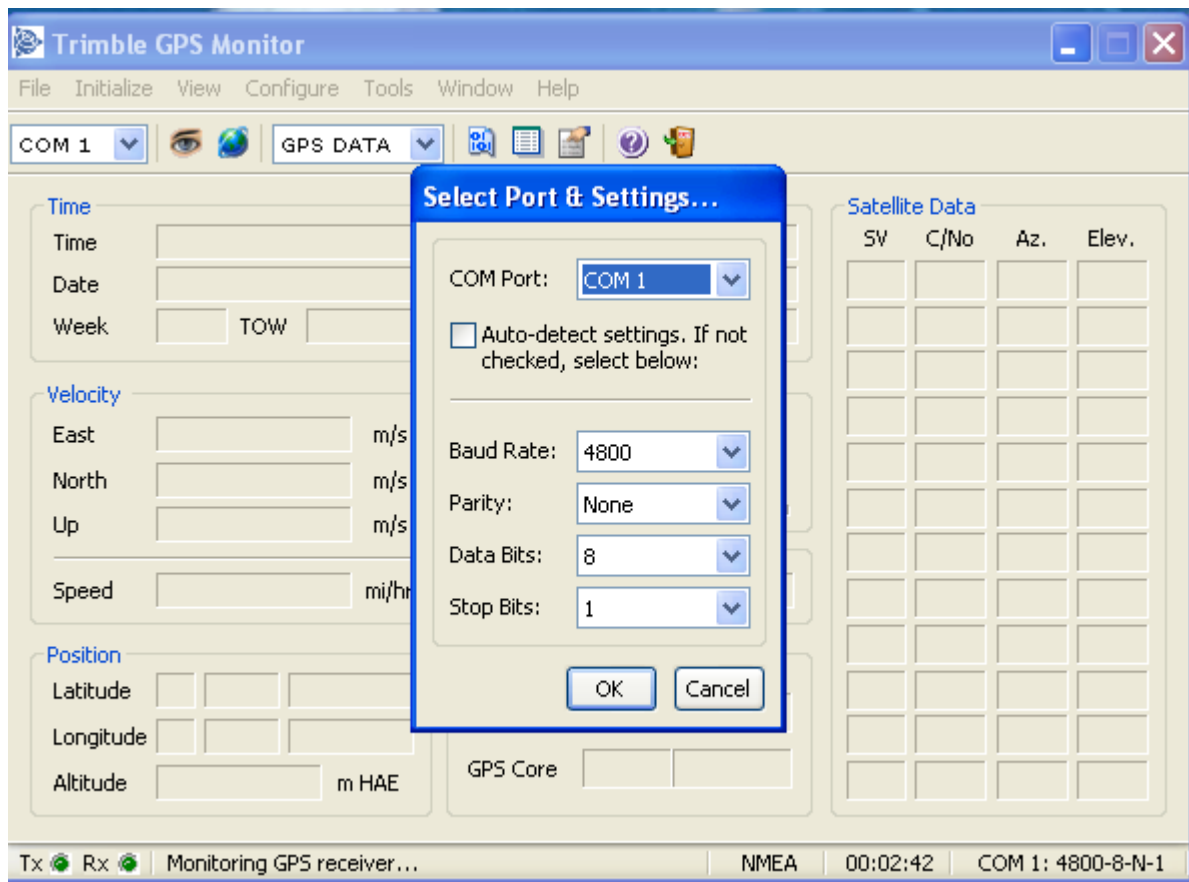 Trimble GPS Monitor
File Initialize View Configure Tools Window Help
COM 1 GPS DATA
Time
Time
Date
Week TOW
Velocity
East m/s
North m/s
Up m/s
Speed mi/hr
Position
Latitude
Longitude
Altitude m HAE
Select Port & Settings...
COM Port: COM 1
Auto-detect settings. If not
checked, select below:
Baud Rate: 4800
Parity: None
Data Bits: 8
Stop Bits: 1
OK Cancel
GPS Core
Satellite Data
SV C/No Az. Elev.
Tx Rx Monitoring GPS receiver... NMEA 00:02:42 COM 1: 4800-8-N-1